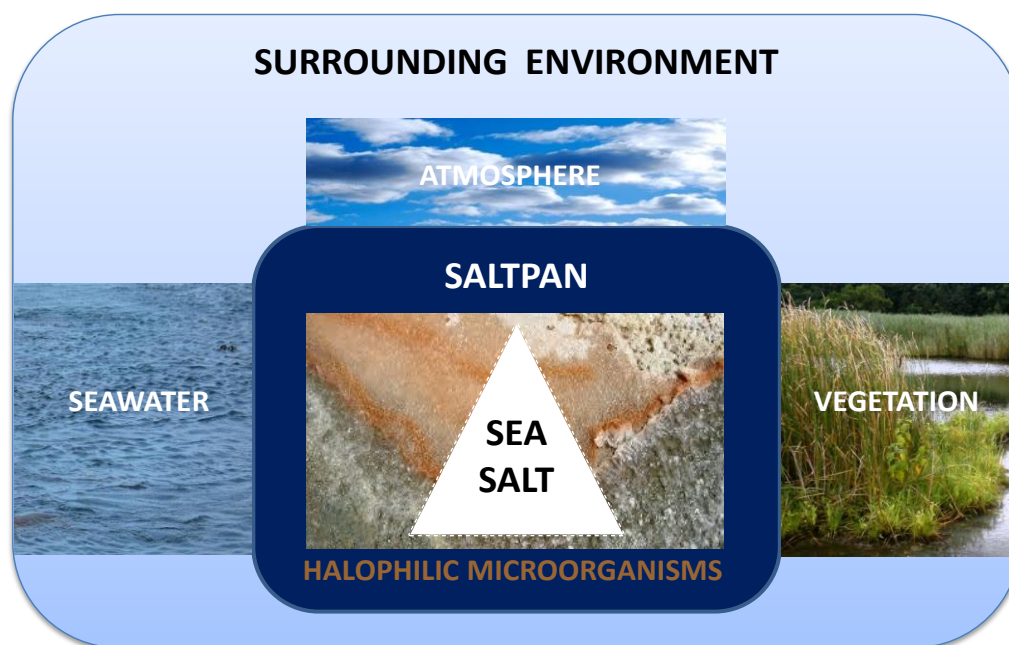 SURROUNDING ENVIRONMENT
ATMOSPHERE
SALTPAN
SEAWATER
SEA
SALT
VEGETATION
HALOPHILIC MICROORGANISMS